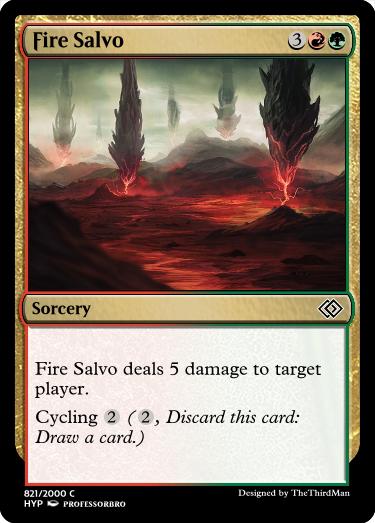 Fire Salvo 3
Sorcery
Fire Salvo deals 5 damage to target
player.
Cycling 2 (2, Discard this card:
Draw a card.)
821/2000 C
HYP PROFESSORBRO
Designed by TheThirdMan